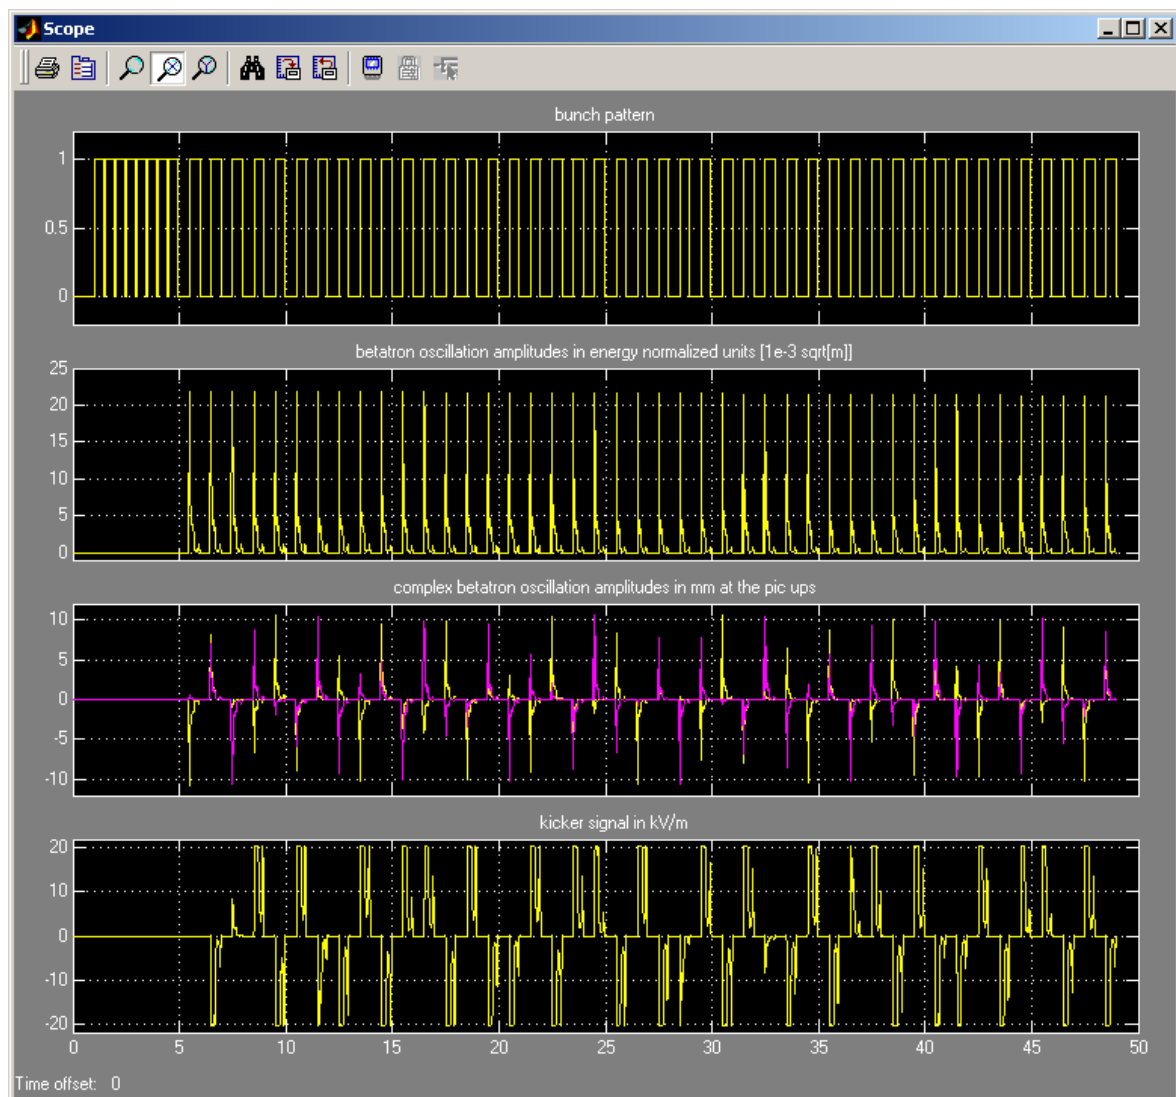 Scope
bunch pattern
1
0.5
0
betatron oscillation amplitudes in energy normalized units [1e-3 sqrt[m]]
25
20
15
10
5
0
complex betatron oscillation amplitudes in mm at the pic ups
10
5
0
-5
-10
kicker signal in kV/m
20
10
0
-10
-20
0 5 10 15 20 25 30 35 40 45 50
Time offset: 0